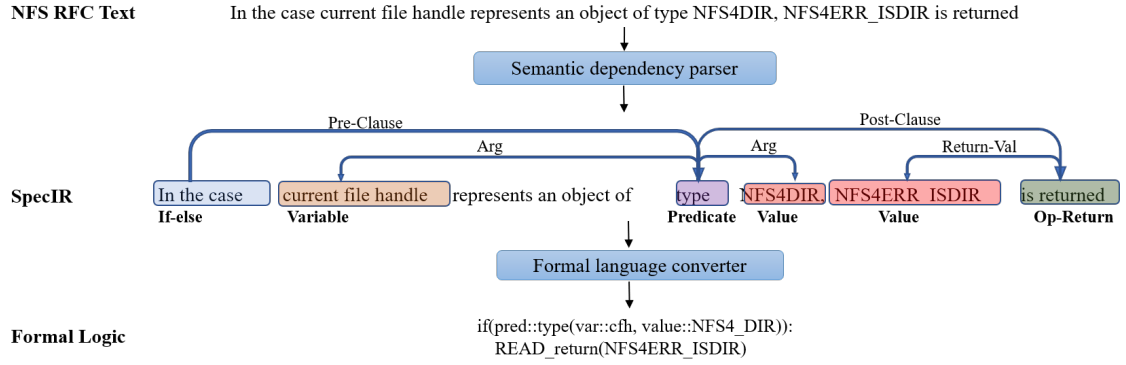 NFS RFC Text In the case current file handle represents an object of type NFS4DIR, NFS4ERR_ISDIR is returned
Semantic dependency parser
Pre-Clause Post-Clause
Arg Arg Return-Val
SpecIR In the case current file handle represents an object of type NFS4DIR, NFS4ERR_ISDIR is returned
If-else Variable Predicate Value Value Op-Return
Formal language converter
Formal Logic if(pred::type(var::cfh, value::NFS4_DIR)):
READ_return(NFS4ERR_ISDIR)